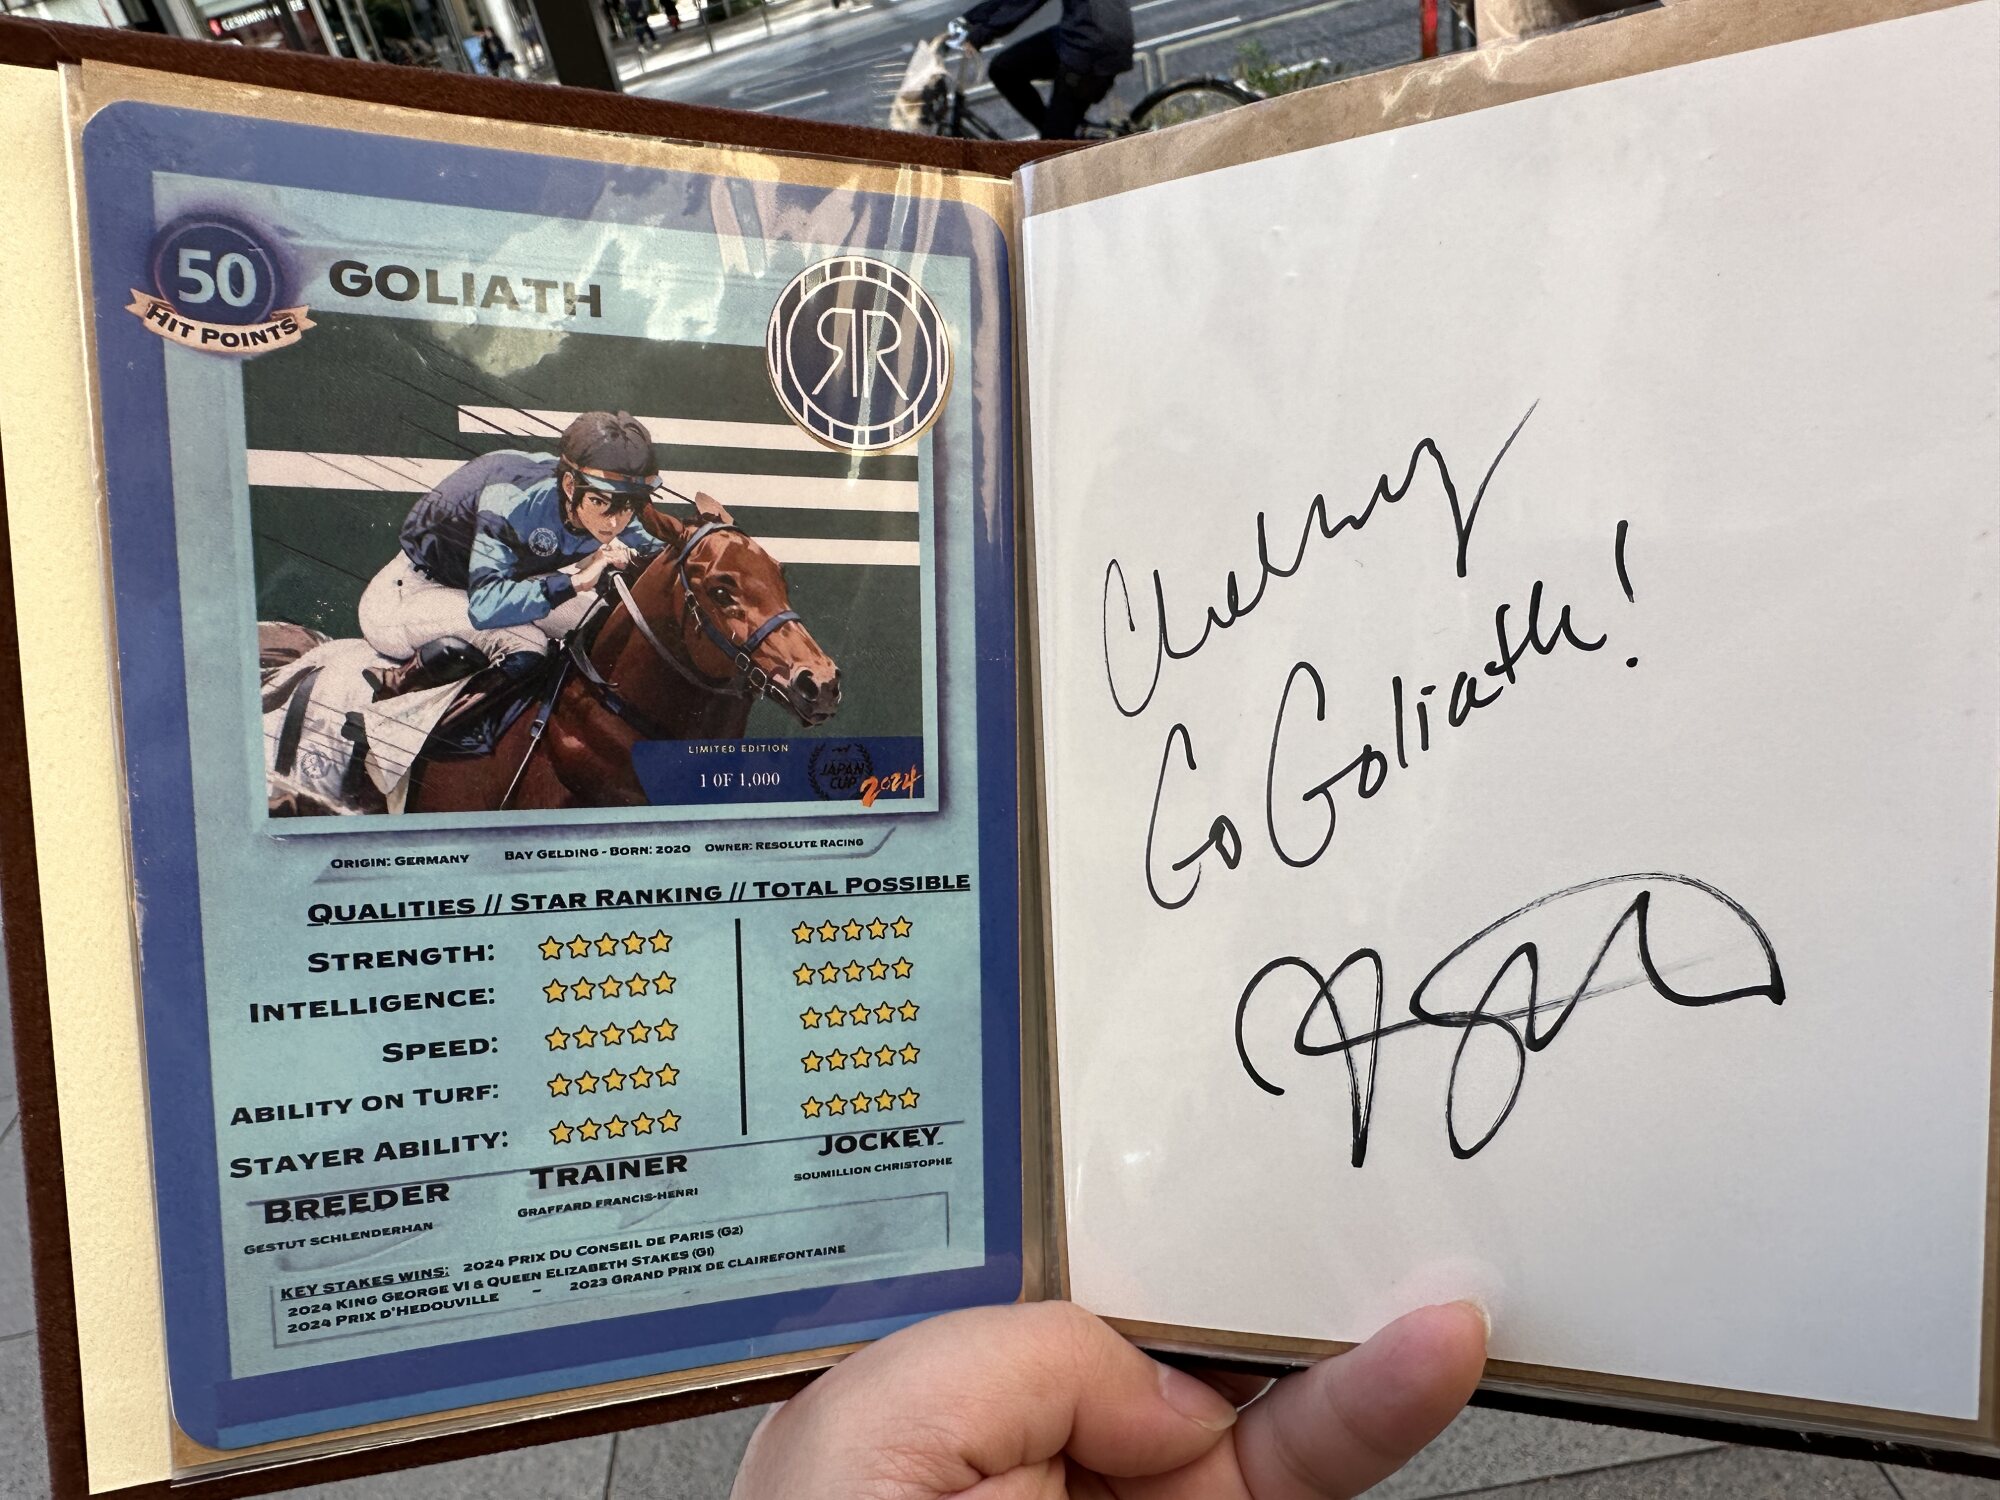 50
HIT POINTS
GOLIATH
RR
LIMITED EDITION
1 OF 1,000
JAPAN
CUP
2024
ORIGIN: GERMANY BAY GELDING - BORN: 2020 OWNER: RESOLUTE RACING
QUALITIES // STAR RANKING // TOTAL POSSIBLE
STRENGTH:
INTELLIGENCE:
SPEED:
ABILITY ON TURF:
STAYER ABILITY:
BREEDER
GESTUT SCHLENDERHAN
TRAINER
GRAFFARD FRANCIS-HENRI
JOCKEY
SOUMILLION CHRISTOPHE
KEY STAKES WINS: 2024 PRIX DU CONSEIL DE PARIS (G2)
2024 KING GEORGE VI & QUEEN ELIZABETH STAKES (G1)
2024 PRIX D'HEDOUVILLE - 2023 GRAND PRIX DE CLAIREFONTAINE
1
Go Goliath!